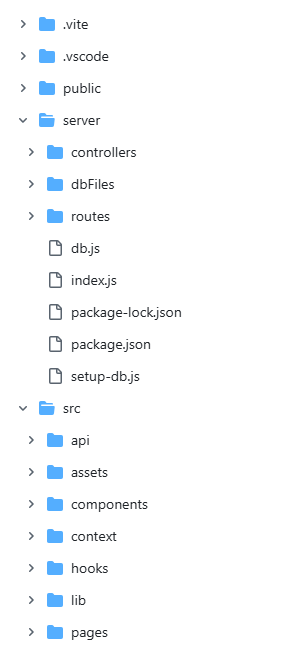 .vite
.vscode
public
server
controllers
dbFiles
routes
db.js
index.js
package-lock.json
package.json
setup-db.js
src
api
assets
components
context
hooks
lib
pages